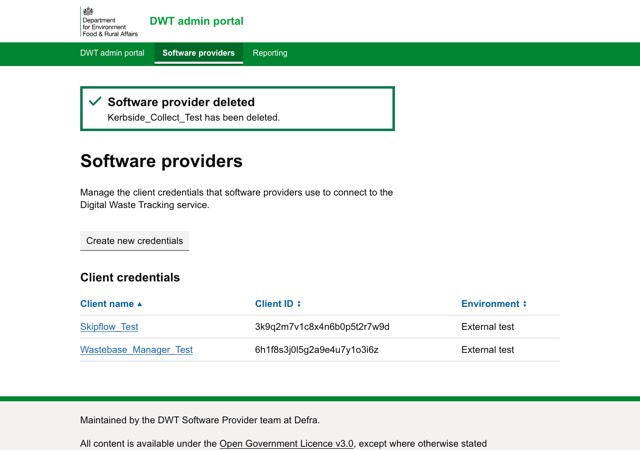 Department
for Environment
Food & Rural Affairs
DWT admin portal
DWT admin portal
Software providers
Reporting
Software provider deleted
Kerbside_Collect_Test has been deleted.
Software providers
Manage the client credentials that software providers use to connect to the
Digital Waste Tracking service.
Create new credentials
Client credentials
Client name Client ID Environment
Skipflow_Test 3k9q2m7v1c8x4n6b0p5t2r7w9d External test
Wastebase_Manager_Test 6h1f8s3j0l5g2a9e4u7y1o3i6z External test
Maintained by the DWT Software Provider team at Defra.
All content is available under the Open Government Licence v3.0, except where otherwise stated